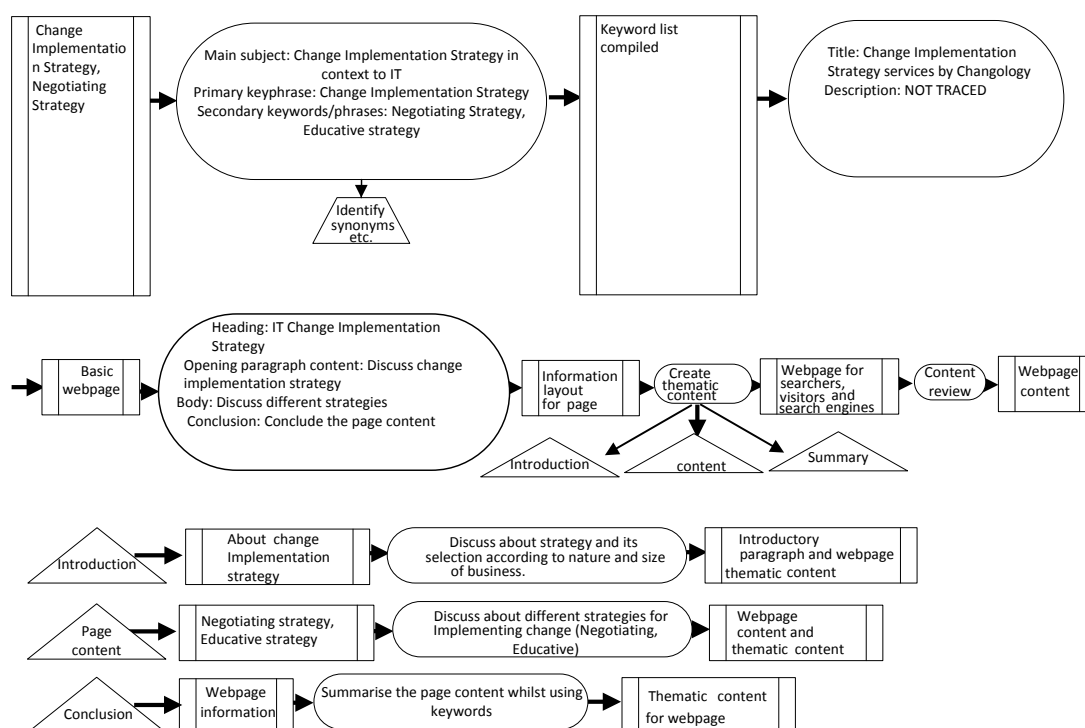 Change
Implementatio
n Strategy,
Negotiating
Strategy
Main subject: Change Implementation Strategy in
context to IT
Primary keyphrase: Change Implementation Strategy
Secondary keywords/phrases: Negotiating Strategy,
Educative strategy
Identify
synonyms
etc.
Keyword list
compiled
Title: Change Implementation
Strategy services by Changology
Description: NOT TRACED
Basic
webpage
Heading: IT Change Implementation
Strategy
Opening paragraph content: Discuss change
implementation strategy
Body: Discuss different strategies
Conclusion: Conclude the page content
Information
layout
for page
Create
thematic
content
Webpage for
searchers,
visitors and
search engines
Content
review
Webpage
content
Introduction
content
Summary
Introduction
About change
Implementation
strategy
Discuss about strategy and its
selection according to nature and size
of business.
Introductory
paragraph and webpage
thematic content
Page
content
Negotiating strategy,
Educative strategy
Discuss about different strategies for
Implementing change (Negotiating,
Educative)
Webpage
content and
thematic content
Conclusion
Webpage
information
Summarise the page content whilst using
keywords
Thematic content
for webpage